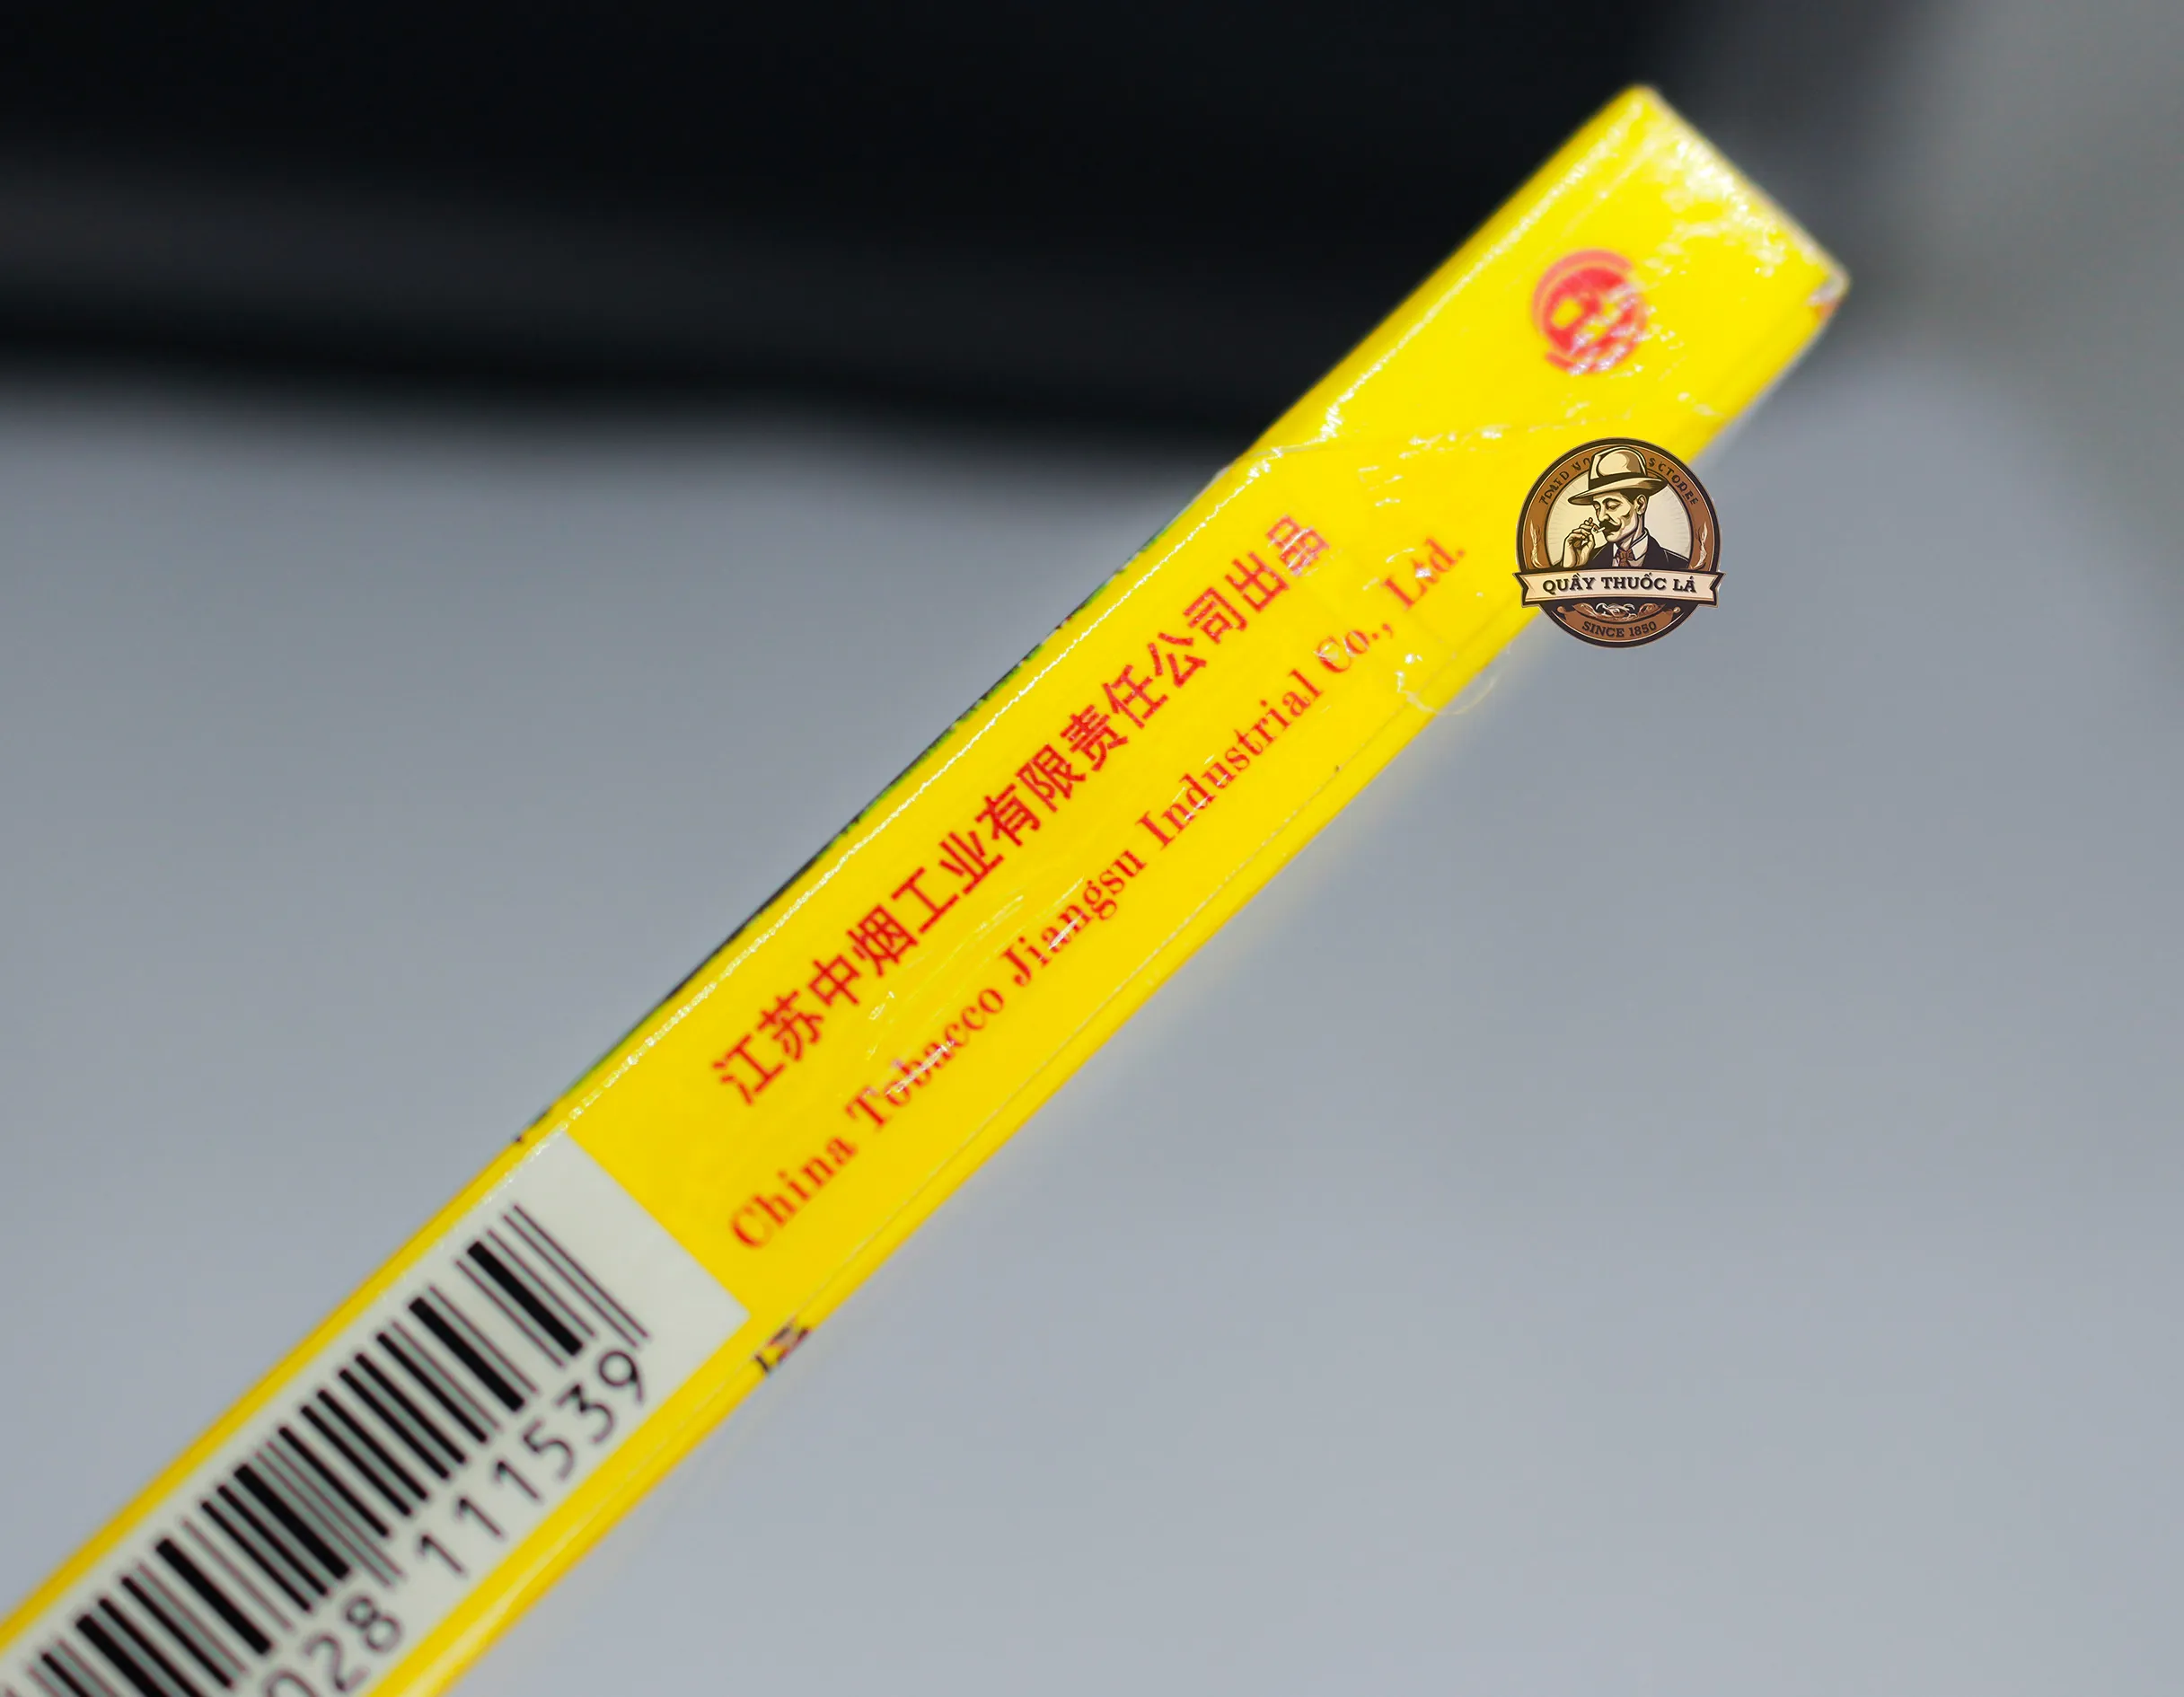 江苏中烟工业有限责任公司出品
China Tobacco Jiangsu Industrial Co., Ltd.
QUẦY THUỐC LÁ
SINCE 1850
028 111539